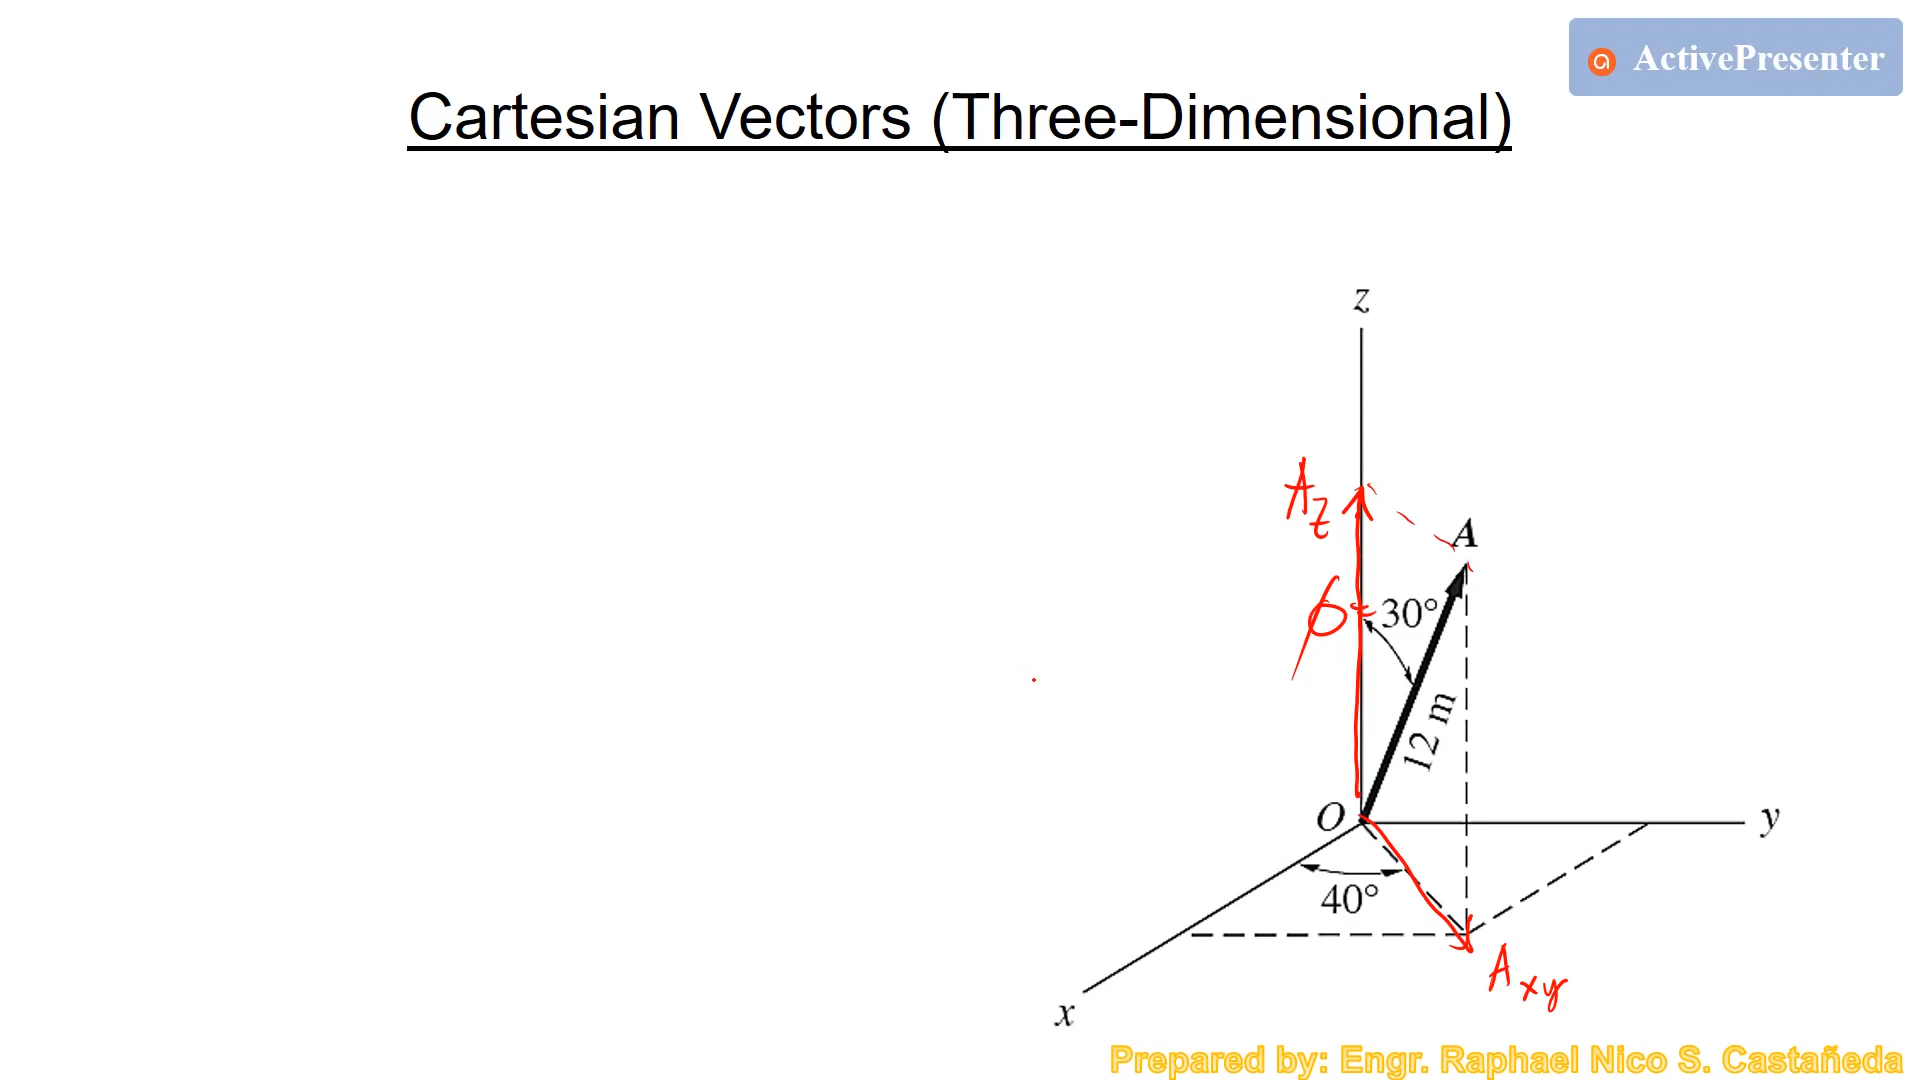 ActivePresenter
Cartesian Vectors (Three-Dimensional)
z
Az
A
ϕ = 30°
12 m
O
y
40°
Axy
x
Prepared by: Engr. Raphael Nico S. Castañeda